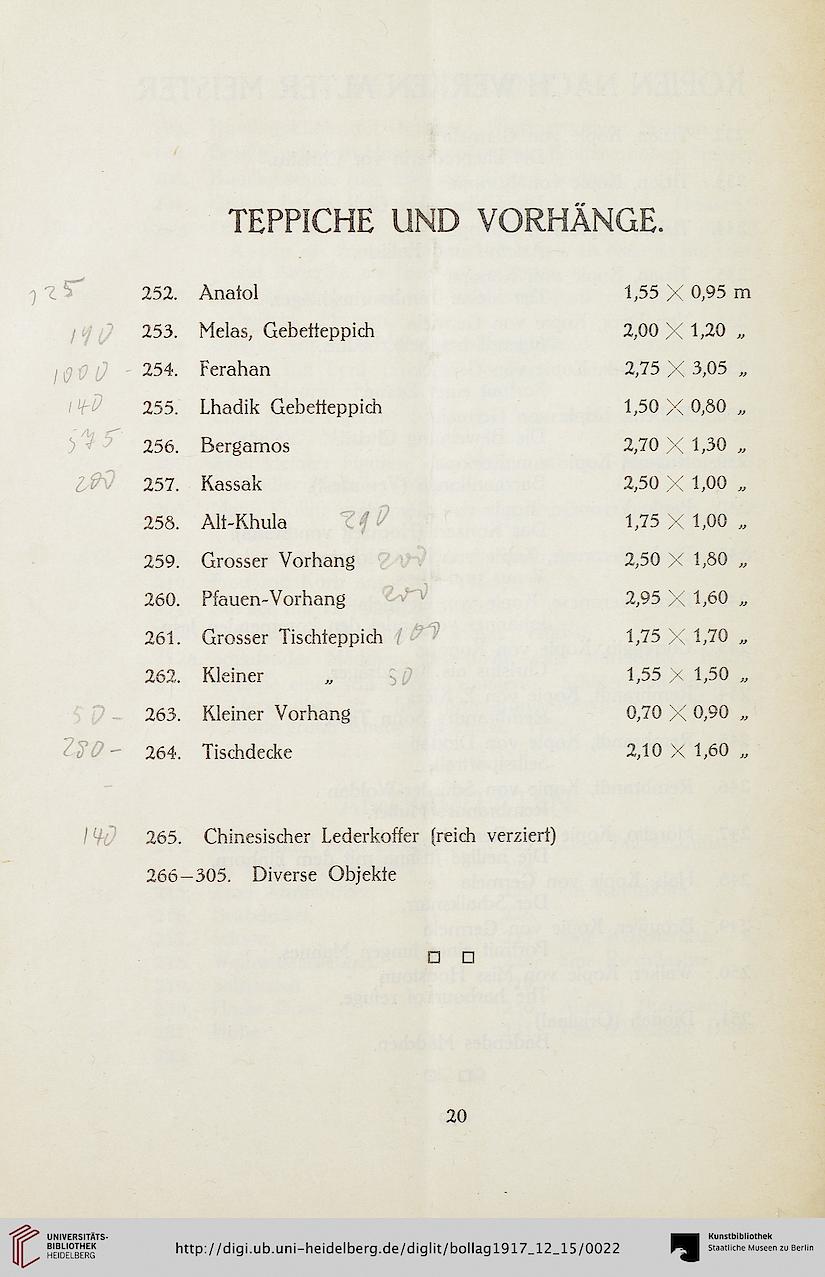 TEPPICHE UND VORHÄNGE.
125 252. Anatol 1,55 × 0,95 m
190 253. Melas, Gebetteppich 2,00 × 1,20 „
1000 - 254. Ferahan 2,75 × 3,05 „
140 255. Lhadik Gebetteppich 1,50 × 0,80 „
575 256. Bergamos 2,70 × 1,30 „
200 257. Kassak 2,50 × 1,00 „
258. Alt-Khula 290 1,75 × 1,00 „
259. Grosser Vorhang 200 2,50 × 1,80 „
260. Pfauen-Vorhang 200 2,95 × 1,60 „
261. Grosser Tischteppich 100 1,75 × 1,70 „
262. Kleiner „ 50 1,55 × 1,50 „
50 - 263. Kleiner Vorhang 0,70 × 0,90 „
280 - 264. Tischdecke 2,10 × 1,60 „
140 265. Chinesischer Lederkoffer (reich verziert)
266—305. Diverse Objekte
20
UNIVERSITÄTS-
BIBLIOTHEK
HEIDELBERG
http://digi.ub.uni-heidelberg.de/diglit/bollag1917_12_15/0022
Kunstbibliothek
Staatliche Museen zu Berlin